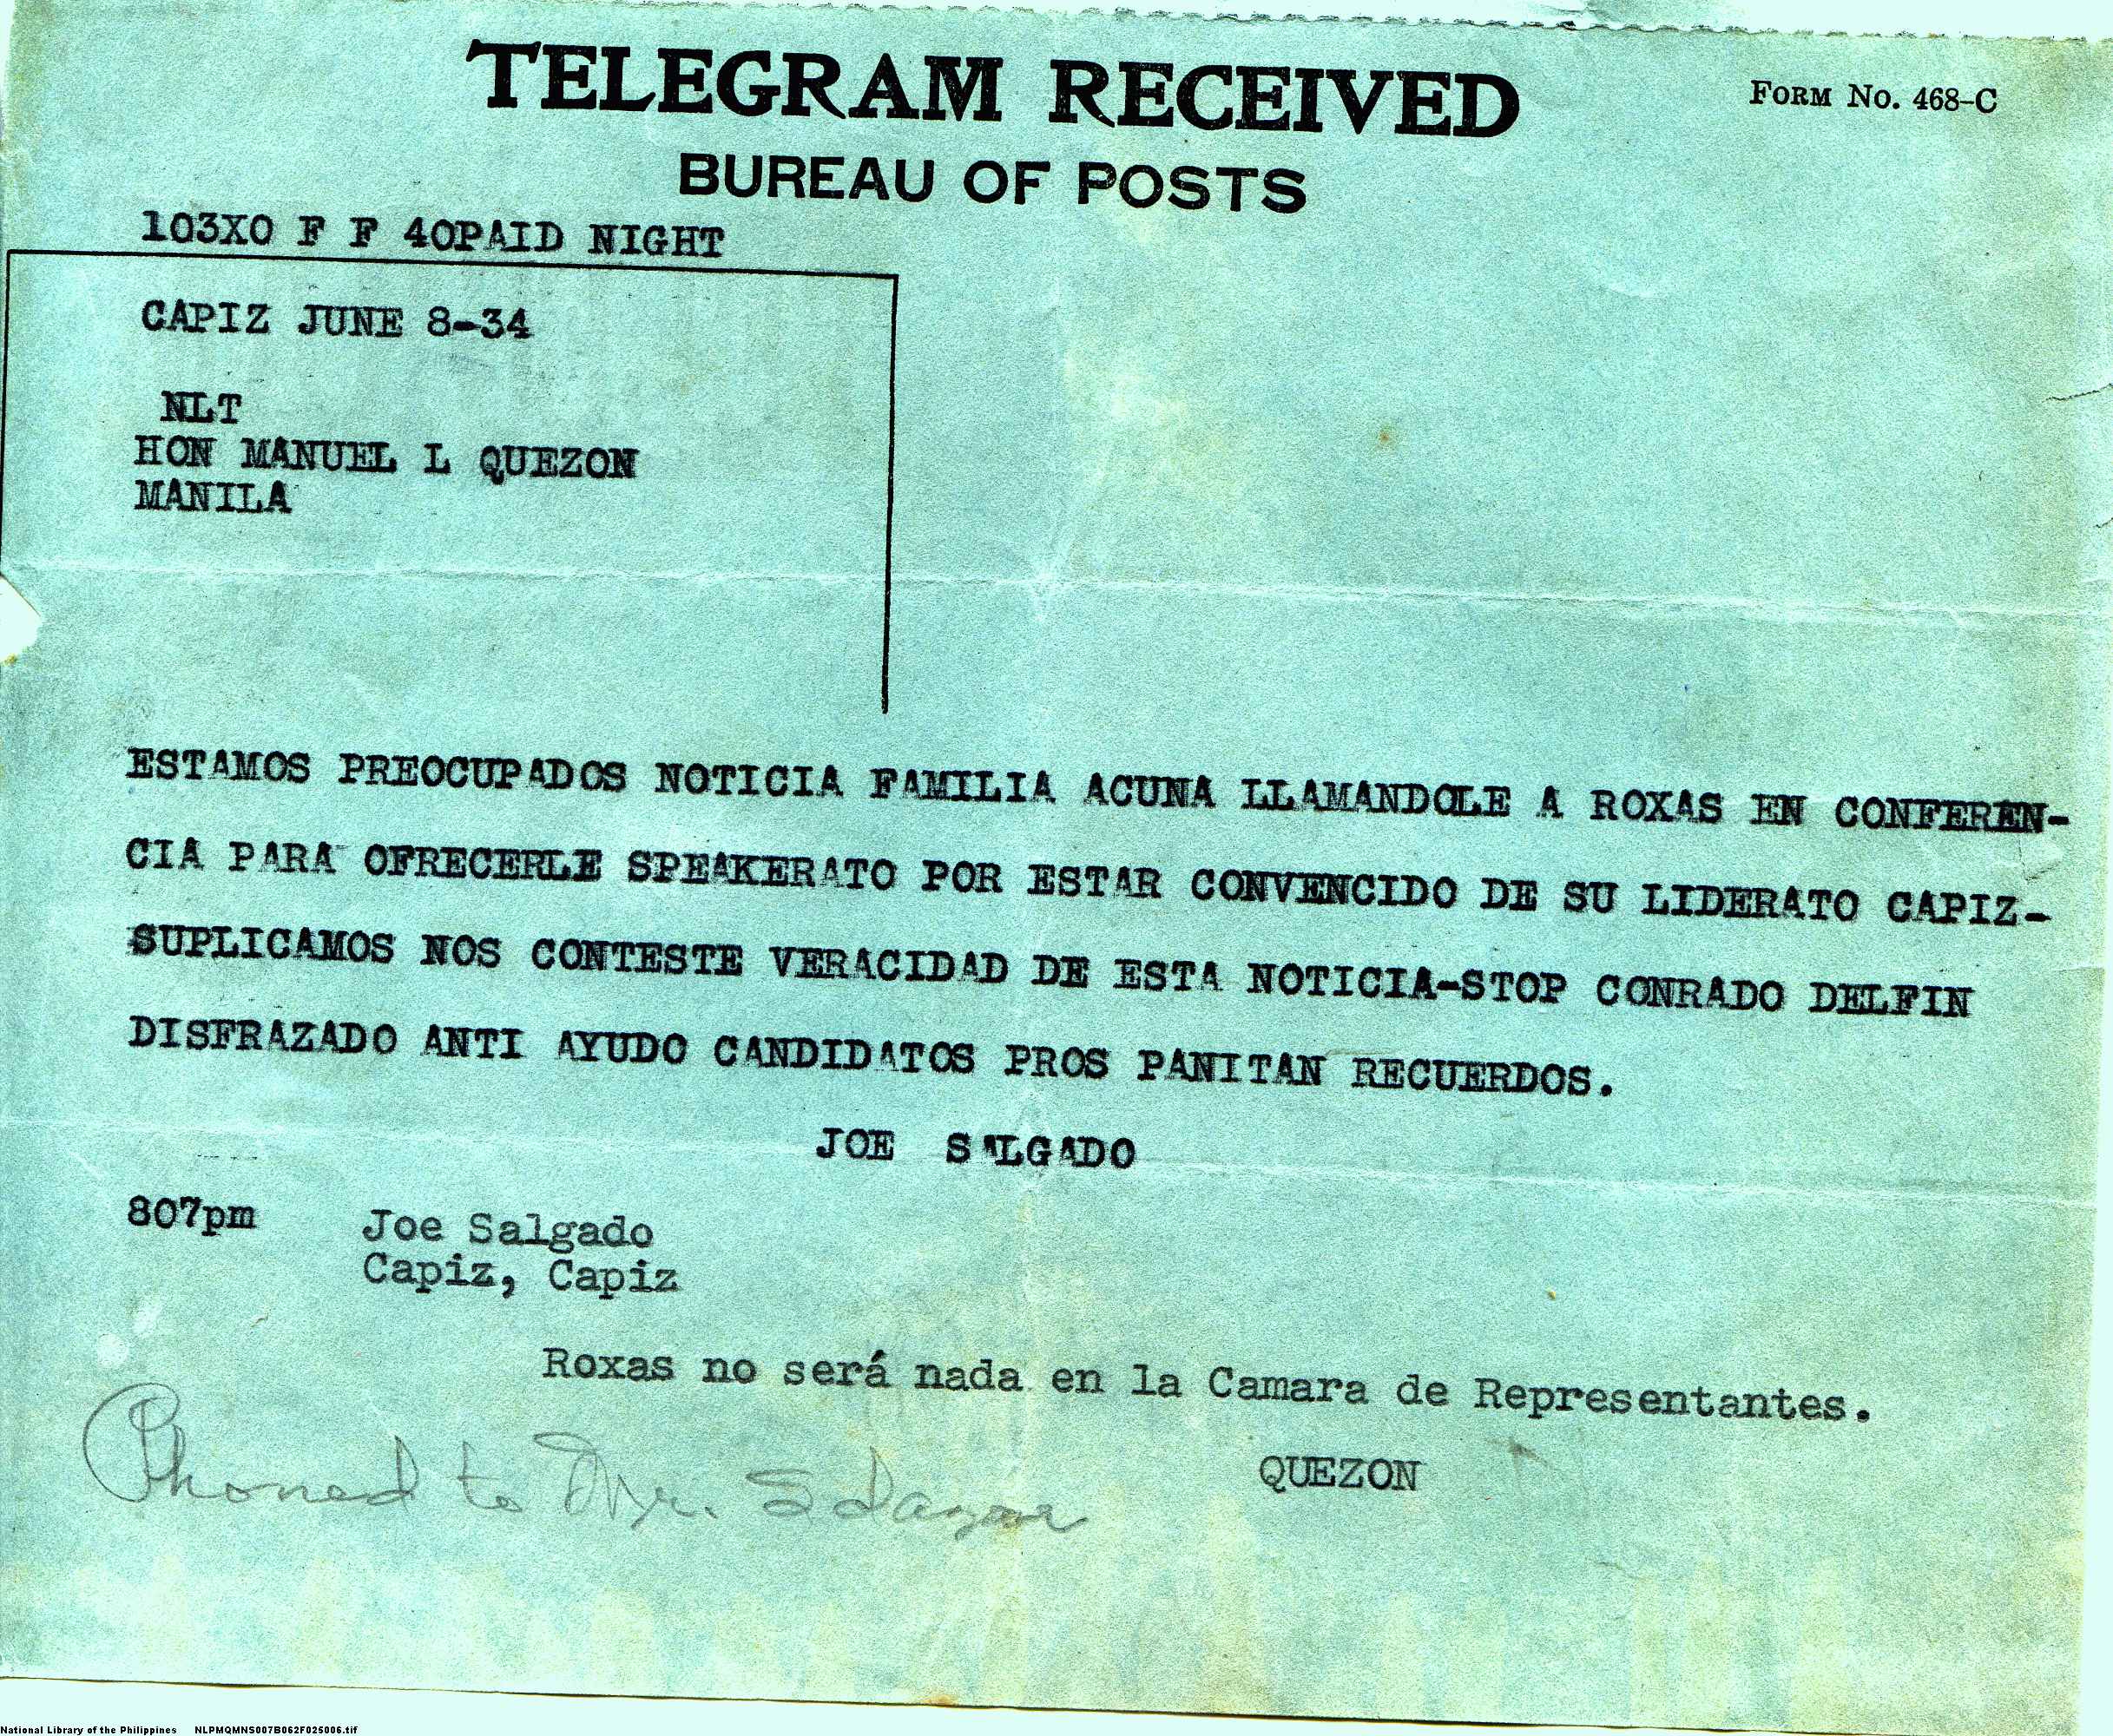 TELEGRAM RECEIVED
FORM No. 468-C
BUREAU OF POSTS
103XO F F 40PAID NIGHT
CAPIZ JUNE 8-34
NLT
HON MANUEL L QUEZON
MANILA
ESTAMOS PREOCUPADOS NOTICIA FAMILIA ACUNA LLAMANDOLE A ROXAS EN CONFEREN-
CIA PARA OFRECERLE SPEAKERATO POR ESTAR CONVENCIDO DE SU LIDERATO CAPIZ-
SUPLICAMOS NOS CONTESTE VERACIDAD DE ESTA NOTICIA-STOP CONRADO DELFIN
DISFRAZADO ANTI AYUDO CANDIDATOS PROS PANITAN RECUERDOS.
JOE SALGADO
807pm
Joe Salgado
Capiz, Capiz
Roxas no será nada en la Camara de Representantes.
QUEZON
Phoned to Mr.
National Library of the Philippines NLPMQMNS007B062F025006.tif